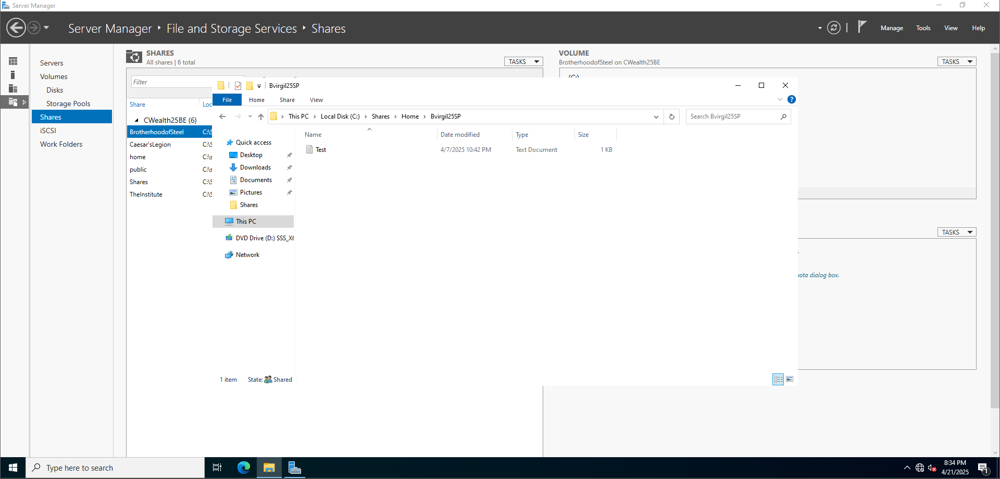 Server Manager
Server Manager ‣ File and Storage Services ‣ Shares
Manage Tools View Help
Servers
Volumes
Disks
Storage Pools
Shares
iSCSI
Work Folders
SHARES
All shares | 6 total
TASKS
Filter
Share
CWealth25BE (6)
BrotherhoodofSteel C:\S
Caesar'sLegion C:\S
home C:\s
public C:\s
Shares C:\S
TheInstitute C:\S
VOLUME
BrotherhoodofSteel on CWealth25BE
TASKS
(C:)
TASKS
uota dialog box.
Bvirgil25SP
File Home Share View
This PC › Local Disk (C:) › Shares › Home › Bvirgil25SP
Search Bvirgil25SP
Quick access
Desktop
Downloads
Documents
Pictures
Shares
This PC
DVD Drive (D:) SSS_X6
Network
Name Date modified Type Size
Test 4/7/2025 10:42 PM Text Document 1 KB
1 item State: Shared
Type here to search
8:34 PM
4/21/2025
1